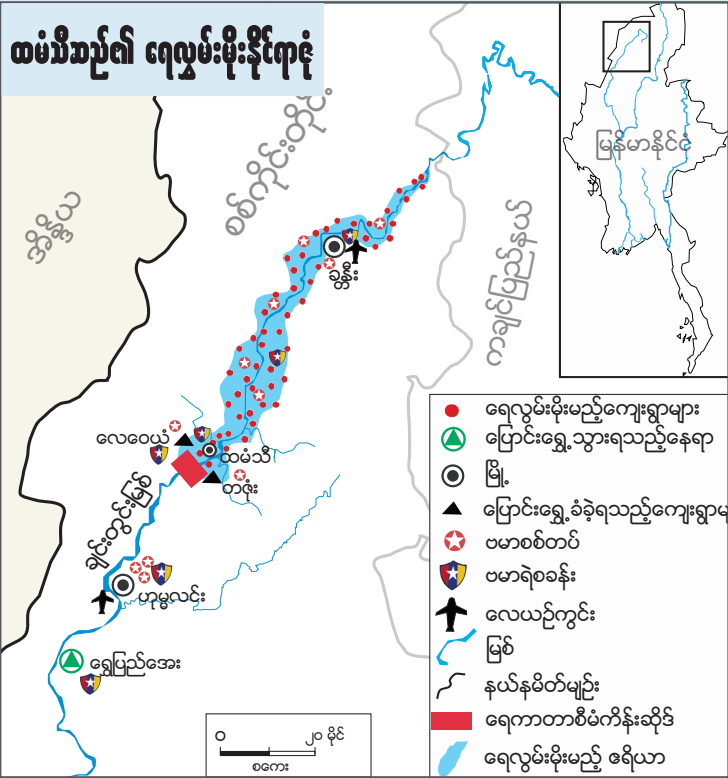 ထမံသီဆည်၏ ရေလွှမ်းမိုးနိုင်ရာဇုံ
အိန္ဒိယ
စစ်ကိုင်းတိုင်း
ကချင်ပြည်နယ်
မြန်မာနိုင်ငံ
ခန္တီး
လေဝေယံ
ထမံသီ
တဇုံး
ချင်းတွင်းမြစ်
ဟုမ္မလင်း
ရွှေပြည်အေး
၀ ၂၀ မိုင်
စကေး
ရေလွှမ်းမိုးမည့်ကျေးရွာများ
ပြောင်းရွှေ့သွားရသည့်နေရာ
မြို့
ပြောင်းရွှေ့ခံခဲ့ရသည့်ကျေးရွာမျ
ဗမာစစ်တပ်
ဗမာရဲစခန်း
လေယဉ်ကွင်း
မြစ်
နယ်နမိတ်မျဉ်း
ရေကာတာစီမံကိန်းဆိုဒ်
ရေလွှမ်းမိုးမည့် ဧရိယာ